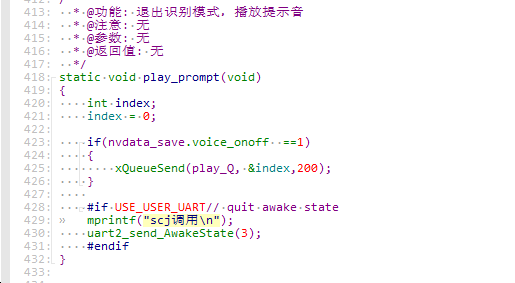 413: * @功能: 退出识别模式, 播放提示音
414: * @注意: 无
415: * @参数: 无
416: * @返回值: 无
417: */
418: static void play_prompt(void)
419: {
420: int index;
421: index = 0;
422:
423: if(nvdata_save.voice_onoff ==1)
424: {
425: xQueueSend(play_Q, &index,200);
426: }
427:
428: #if USE_USER_UART// quit awake state
429: » mprintf("scj调用\n");
430: uart2_send_AwakeState(3);
431: #endif
432: }
433: